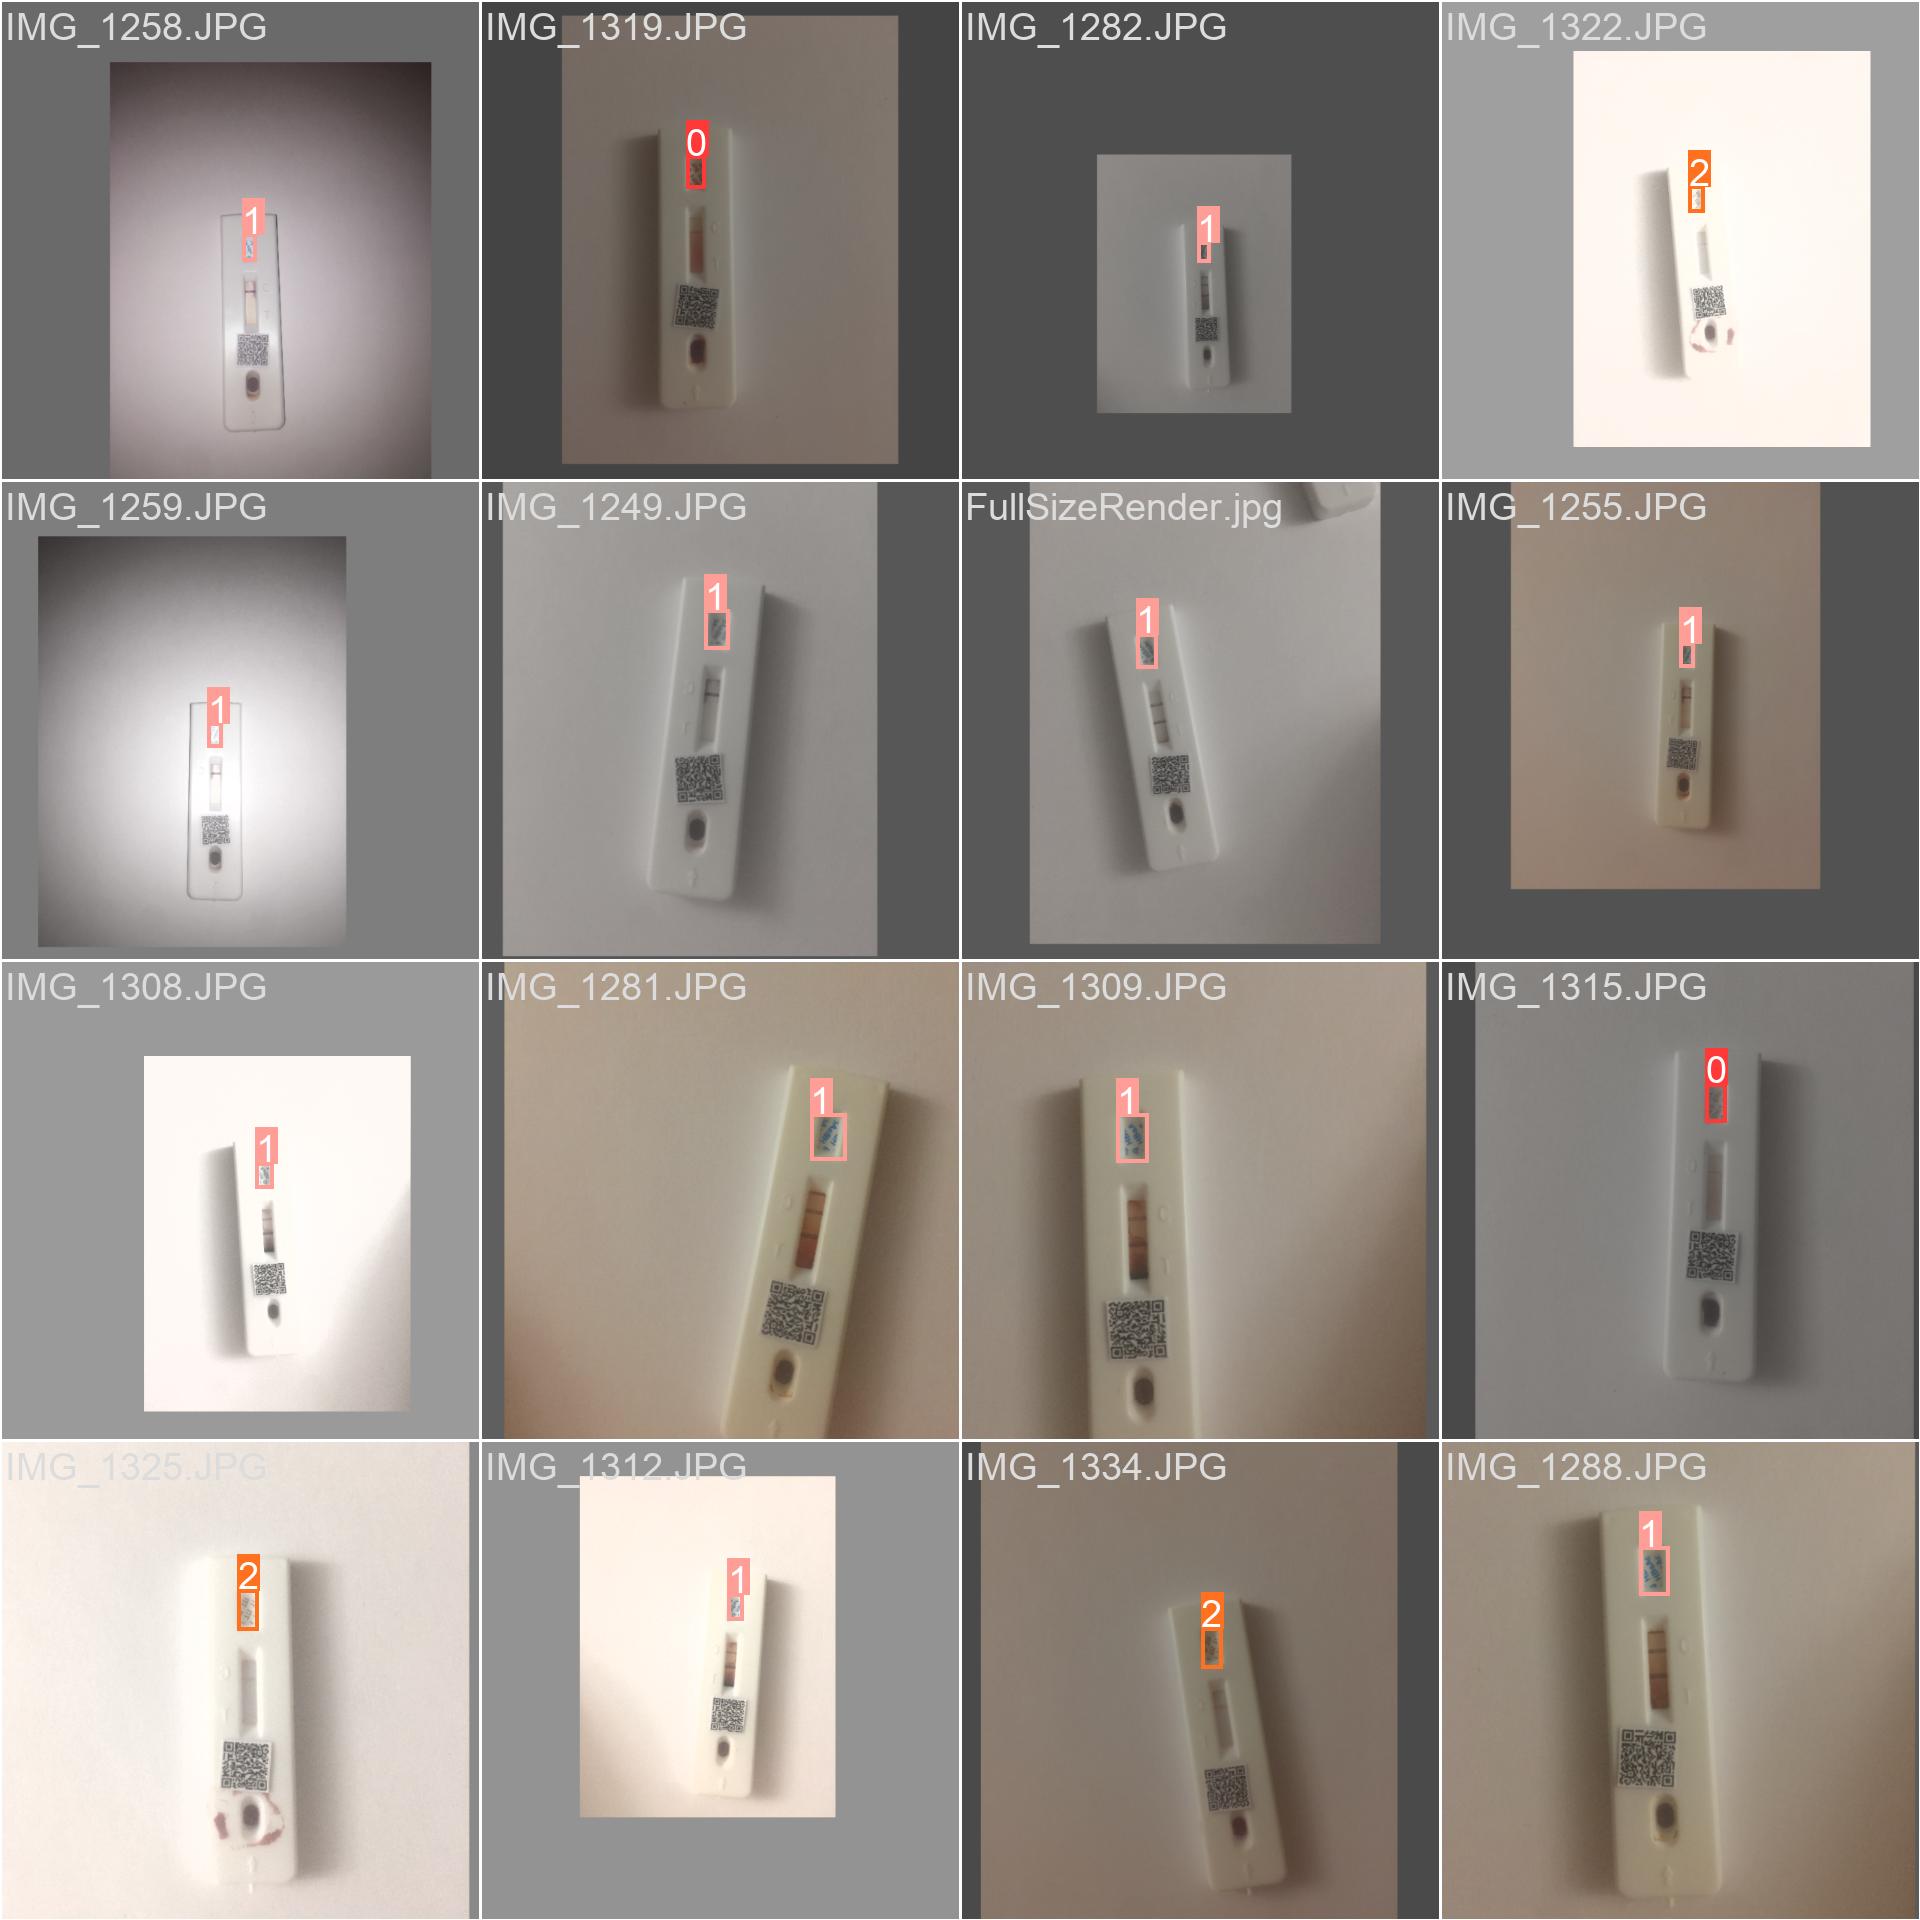 IMG_1258.JPG
1
IMG_1319.JPG
0
IMG_1282.JPG
1
IMG_1322.JPG
2
IMG_1259.JPG
1
IMG_1249.JPG
1
FullSizeRender.jpg
1
IMG_1255.JPG
1
IMG_1308.JPG
1
IMG_1281.JPG
1
IMG_1309.JPG
1
IMG_1315.JPG
0
IMG_1325.JPG
2
IMG_1312.JPG
1
IMG_1334.JPG
2
IMG_1288.JPG
1